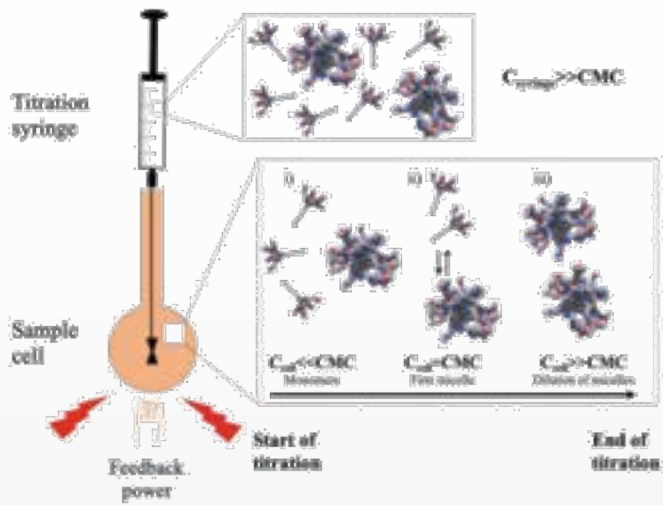 Titration
syringe
C_syringe>>CMC
i)
ii)
iii)
Sample
cell
C_cell<<CMC
Monomers
C_cell=CMC
First micelle
C_cell>>CMC
Dilution of micelles
Start of
titration
End of
titration
Feedback
power